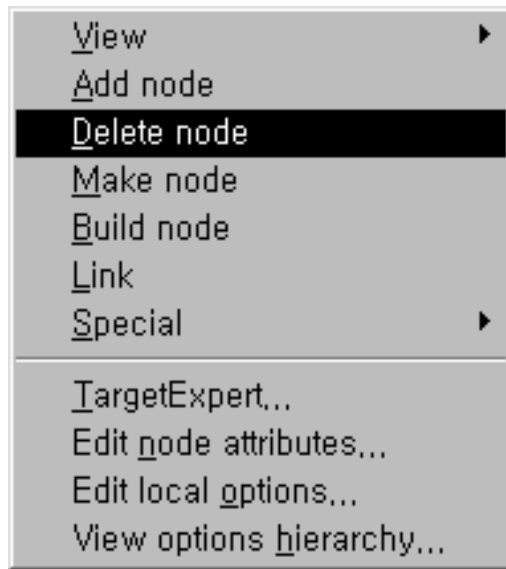 View
Add node
Delete node
Make node
Build node
Link
Special
TargetExpert...
Edit node attributes...
Edit local options...
View options hierarchy...